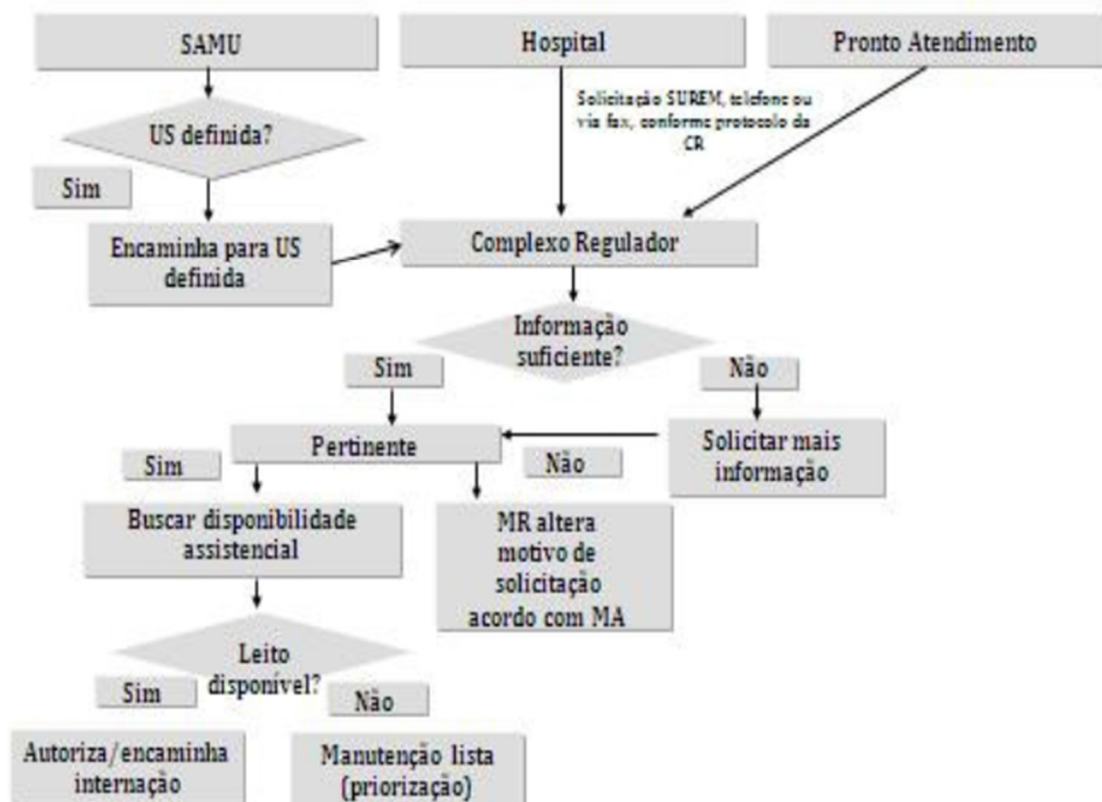 SAMU
Hospital
Pronto Atendimento
Solicitação SUREM, telefone ou
via fax, conforme protocolo da
CR
US definida?
Sim
Encaminha para US
definida
Complexo Regulador
Informação
suficiente?
Sim
Não
Pertinente
Solicitar mais
informação
Sim
Não
Buscar disponibilidade
assistencial
MR altera
motivo de
solicitação
acordo com MA
Leito
disponível?
Sim
Não
Autoriza/encaminha
internação
Manutenção lista
(priorização)